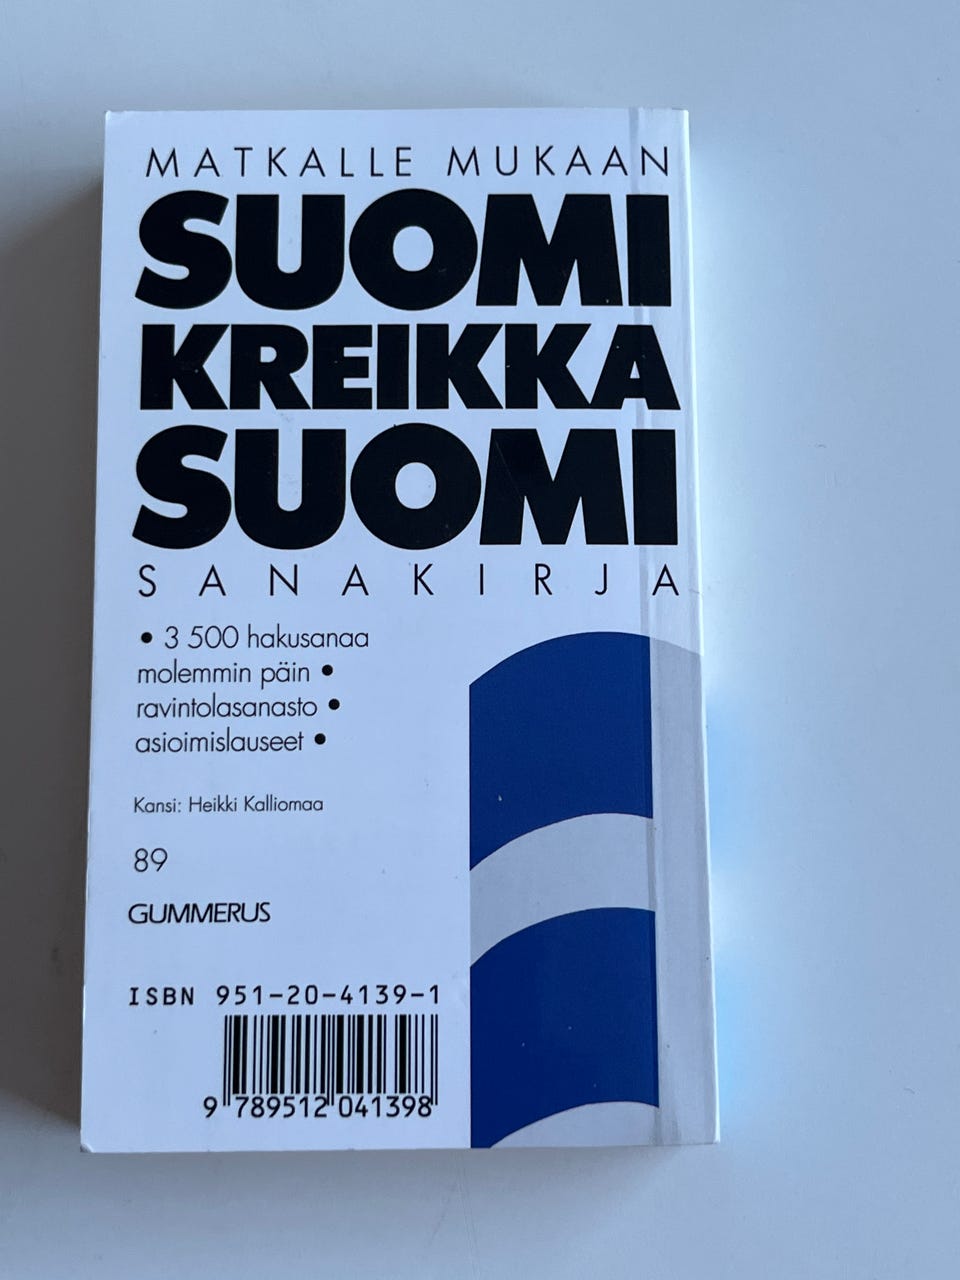 MATKALLE MUKAAN
SUOMI
KREIKKA
SUOMI
SANAKIRJA
• 3 500 hakusanaa
molemmin päin •
ravintolasanasto •
asioimislauseet •
Kansi: Heikki Kalliomaa
89
GUMMERUS
ISBN 951-20-4139-1
9 789512 041398